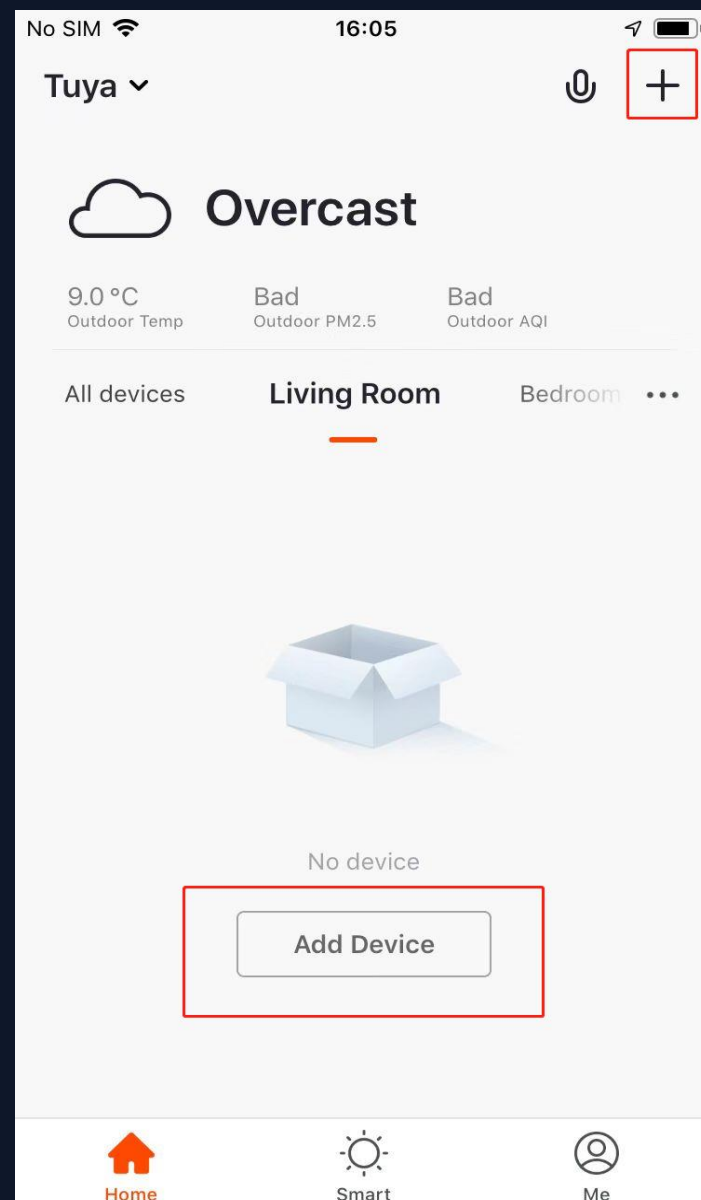 No SIM 16:05
Tuya
Overcast
9.0 °C Bad Bad
Outdoor Temp Outdoor PM2.5 Outdoor AQI
All devices Living Room Bedroom
No device
Add Device
Home Smart Me